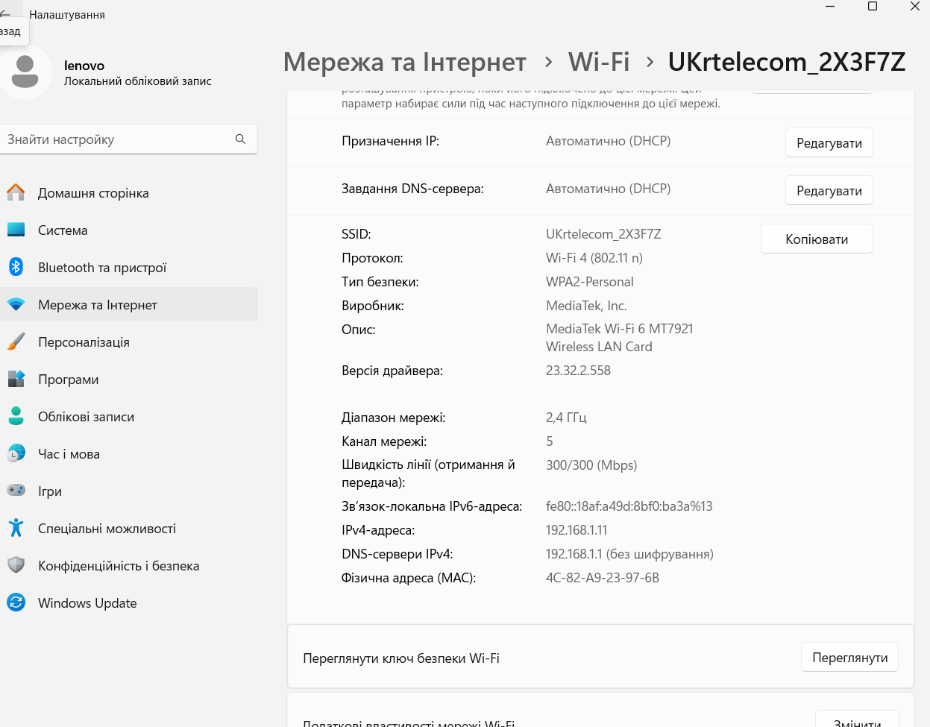 Налаштування
азад
lenovo
Локальний обліковий запис
Знайти настройку
Домашня сторінка
Система
Bluetooth та пристрої
Мережа та Інтернет
Персоналізація
Програми
Облікові записи
Час і мова
Ігри
Спеціальні можливості
Конфіденційність і безпека
Windows Update
Мережа та Інтернет › Wi-Fi › UKrtelecom_2X3F7Z
параметр набирає сили під час наступного підключення до цієї мережі.
Призначення IP: Автоматично (DHCP) Редагувати
Завдання DNS-сервера: Автоматично (DHCP) Редагувати
SSID: UKrtelecom_2X3F7Z Копіювати
Протокол: Wi-Fi 4 (802.11 n)
Тип безпеки: WPA2-Personal
Виробник: MediaTek, Inc.
Опис: MediaTek Wi-Fi 6 MT7921
Wireless LAN Card
Версія драйвера: 23.32.2.558
Діапазон мережі: 2,4 ГГц
Канал мережі: 5
Швидкість лінії (отримання й передача): 300/300 (Mbps)
Зв'язок-локальна IPv6-адреса: fe80::18af:a49d:8bf0:ba3a%13
IPv4-адреса: 192.168.1.11
DNS-сервери IPv4: 192.168.1.1 (без шифрування)
Фізична адреса (MAC): 4C-82-A9-23-97-6B
Переглянути ключ безпеки Wi-Fi Переглянути
Додаткові властивості мережі Wi-Fi Змінити